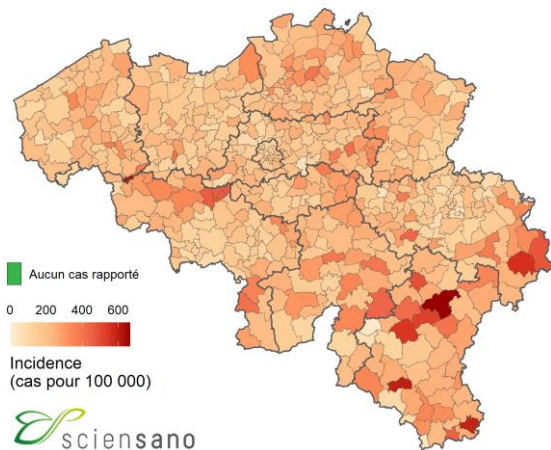 Aucun cas rapporté
0 200 400 600
Incidence
(cas pour 100 000)
sciensano